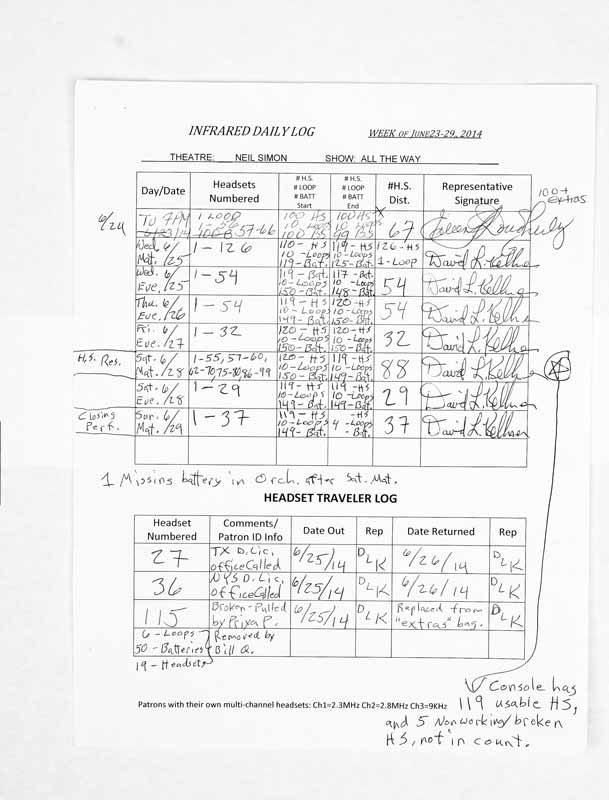 INFRARED DAILY LOG WEEK OF JUNE23-29, 2014
THEATRE: NEIL SIMON SHOW: ALL THE WAY
Day/Date Headsets Numbered # H.S. # LOOP # BATT Start # H.S. # LOOP # BATT End #H.S. Dist. Representative Signature
100+ extras
6/24 TU 7PM 1 LOOP 57-66 100 HS 10 Loops 100 BS 100 HS 10 Loops 99 BS 67
Wed. 6/ Mat. /25 1-126 110-HS 10-Loops 119-Bat. 119-HS 10-Loops 125-Bat. 126-HS 1-Loop David L. Kellner
Wed. 6/ Eve. /25 1-54 119-Bat. 10-Loops 150-Bat. 117-Bat. 10-Loops 148-Bat. 54 David L. Kellner
Thu. 6/ Eve. /26 1-54 119-HS 10-Loops 149-Bat. 120-HS 10-Loops 150-Bat. 54 David L. Kellner
Fri. 6/ Eve. /27 1-32 120-HS 10-Loops 150-Bat. 120-HS 10-Loops 150-Bat. 32 David L. Kellner
H.S. Res. Sat. 6/ Mat. /28 1-55, 57-60, 62-70, 75-80, 86-99 120-HS 10-Loops 150-Bat. 119-HS 10-Loops 149-Bat. 88 David L. Kellner
Sat. 6/ Eve. /28 1-29 119-HS 10-Loops 149-Bat. 119-HS 10-Loops 149-Bat. 29 David L. Kellner
Closing Perf. Sun. 6/ Mat. /29 1-37 119-HS 10-Loops 149-Bat. -HS 4-Loops -Bat. 37 David L. Kellner
1 Missing battery in Orch. after Sat. Mat.
HEADSET TRAVELER LOG
Headset Numbered Comments/ Patron ID Info Date Out Rep Date Returned Rep
27 TX D. Lic. office Called 6/25/14 DLK 6/26/14 DLK
36 NYS D. Lic. office Called 6/25/14 DLK 6/26/14 DLK
115 Broken-Pulled by Prixa P. 6/25/14 DLK Replaced from "extras" bag. DLK
6-Loops
50-Batteries
19-Headsets
Removed by
Bill Q.
Patrons with their own multi-channel headsets: Ch1=2.3MHz Ch2=2.8MHz Ch3=9KHz
Console has
119 usable HS,
and 5 Nonworking/broken
HS, not in count.